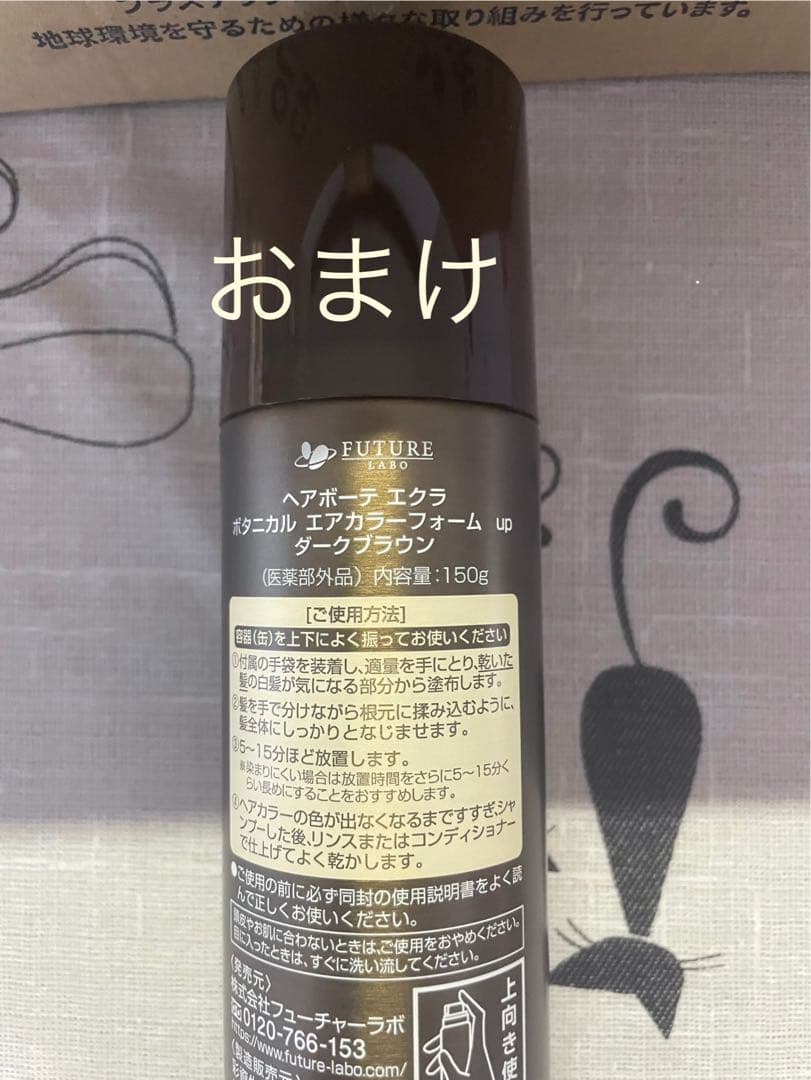 地球環境を守るための様々な取り組みを行っています。
おまけ
FUTURE
LABO
ヘアボーテ エクラ
ボタニカル エアカラーフォーム up
ダークブラウン
（医薬部外品）内容量：150g
[ご使用方法]
容器（缶）を上下によく振ってお使いください
①付属の手袋を装着し、適量を手にとり、乾いた
髪の白髪が気になる部分から塗布します。
②髪を手で分けながら根元に揉み込むように、
髪全体にしっかりとなじませます。
③5〜15分ほど放置します。
※染まりにくい場合は放置時間をさらに5〜15分く
らい長めにすることをおすすめします。
④ヘアカラーの色が出なくなるまですすぎ、シャ
ンプーした後、リンスまたはコンディショナー
で仕上げてよく乾かします。
●ご使用の前に必ず同封の使用説明書をよく読
んで正しくお使いください。
頭皮やお肌に合わないときは、ご使用をおやめください。
目に入ったときは、すぐに洗い流してください。
〈発売元〉
株式会社フューチャーラボ
0120-766-153
https://www.future-labo.com/
〈製造販売元〉
上向き使